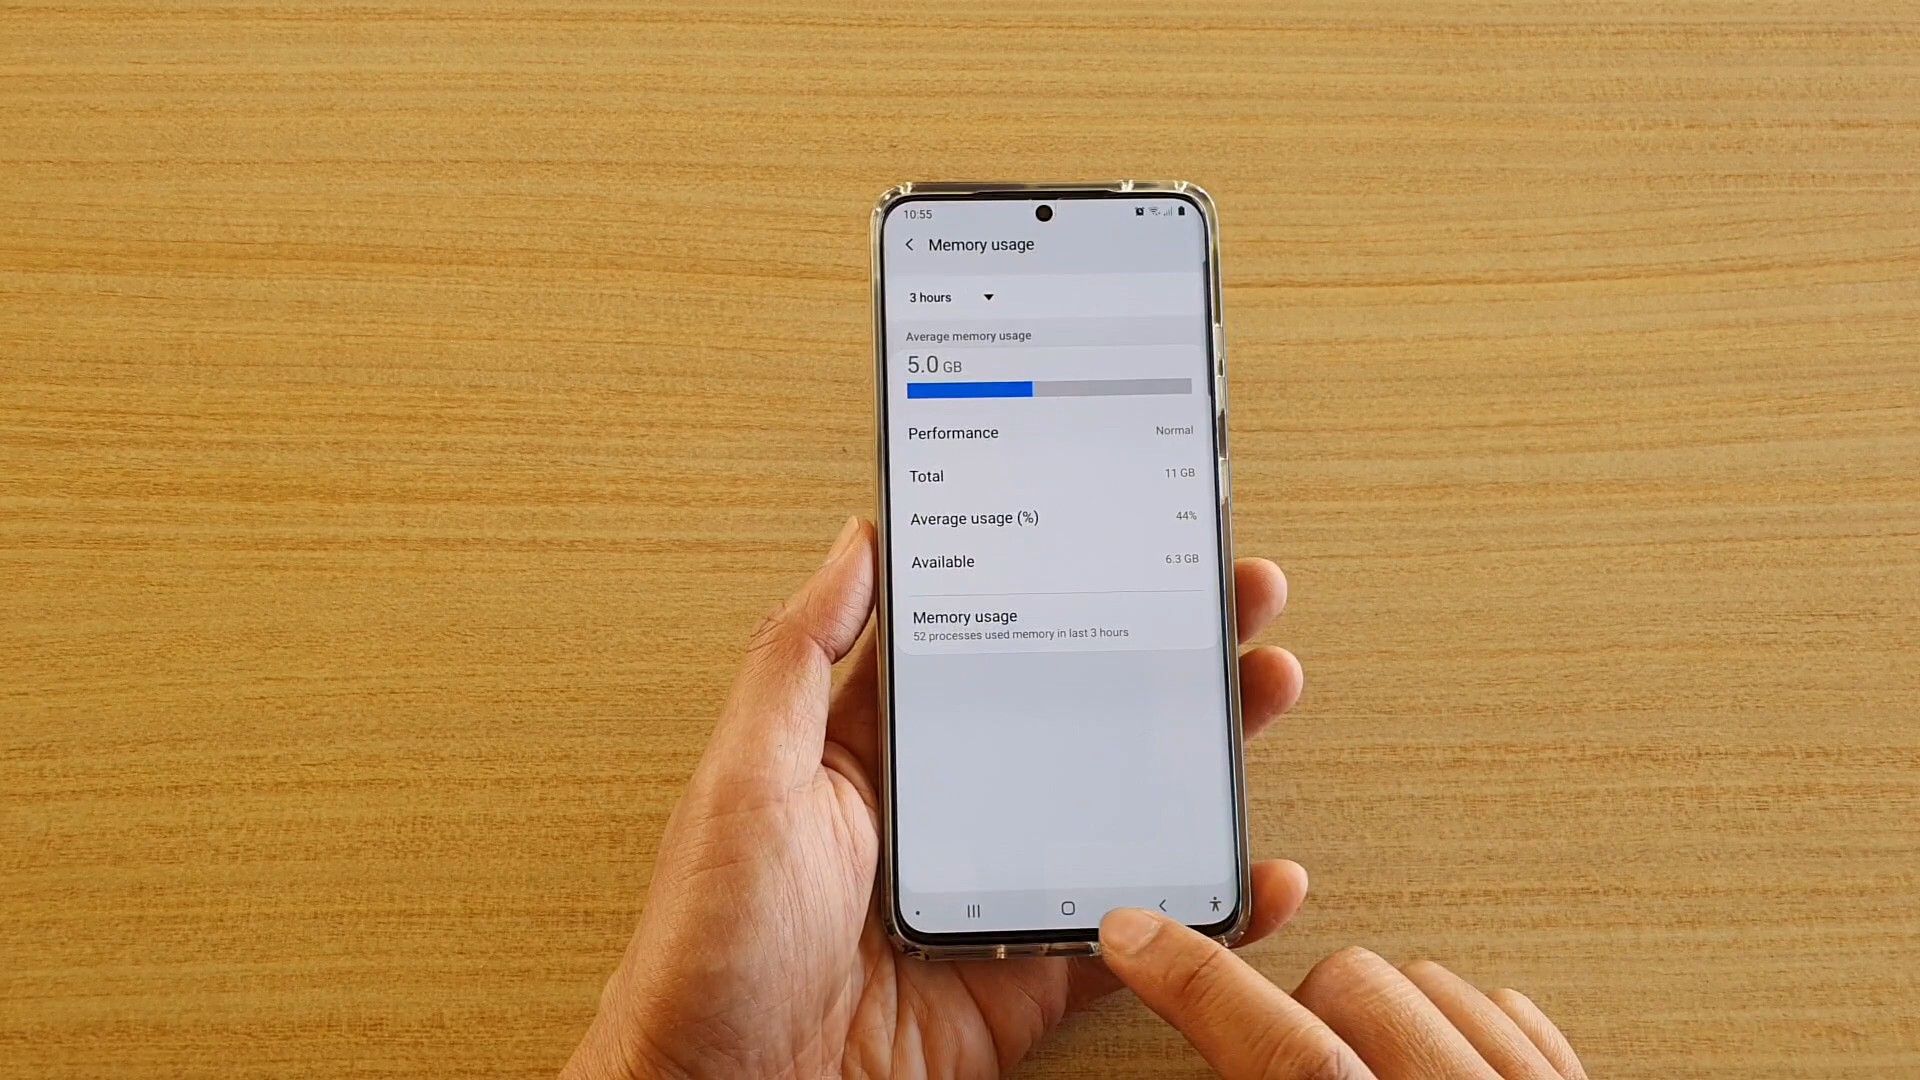 10:55
Memory usage
3 hours
Average memory usage
5.0 GB
Performance Normal
Total 11 GB
Average usage (%) 44%
Available 6.3 GB
Memory usage
52 processes used memory in last 3 hours